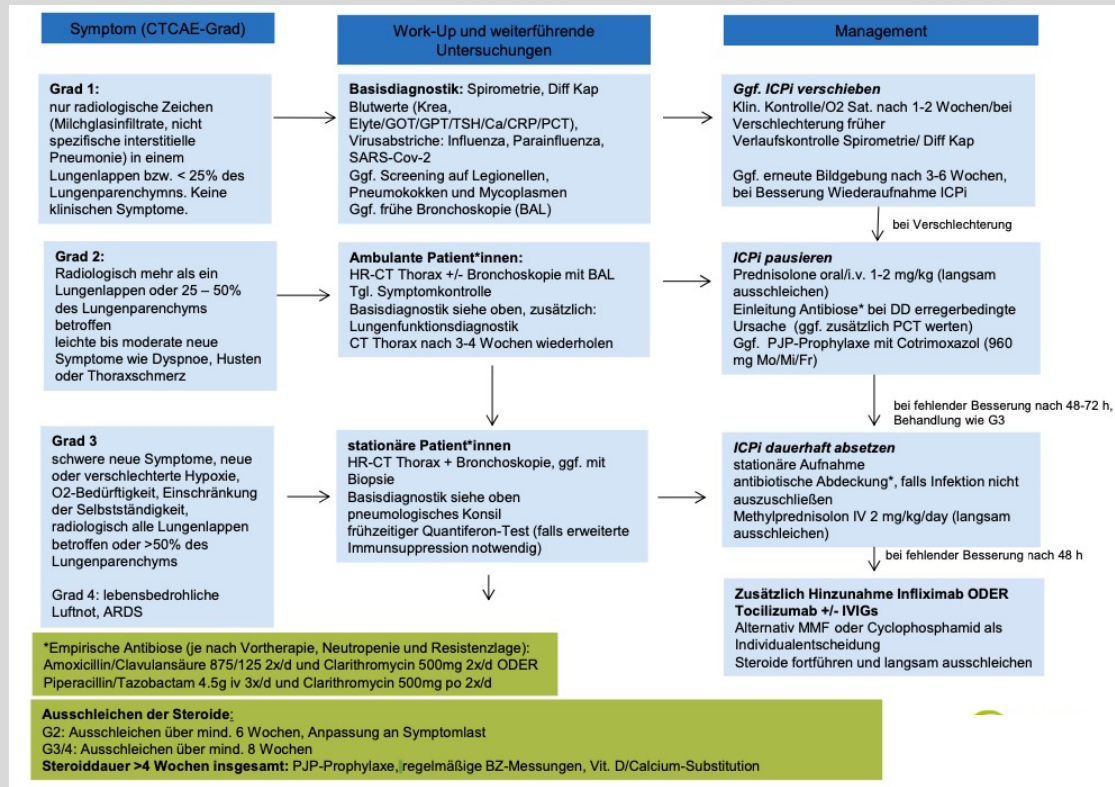 Symptom (CTCAE-Grad)
Work-Up und weiterführende
Untersuchungen
Management
Grad 1:
nur radiologische Zeichen
(Milchglasinfiltrate, nicht
spezifische interstitielle
Pneumonie) in einem
Lungenlappen bzw. < 25% des
Lungenparenchymns. Keine
klinischen Symptome.
Basisdiagnostik: Spirometrie, Diff Kap
Blutwerte (Krea,
Elyte/GOT/GPT/TSH/Ca/CRP/PCT),
Virusabstriche: Influenza, Parainfluenza,
SARS-Cov-2
Ggf. Screening auf Legionellen,
Pneumokokken und Mycoplasmen
Ggf. frühe Bronchoskopie (BAL)
Ggf. ICPi verschieben
Klin. Kontrolle/O2 Sat. nach 1-2 Wochen/bei
Verschlechterung früher
Verlaufskontrolle Spirometrie/ Diff Kap
Ggf. erneute Bildgebung nach 3-6 Wochen,
bei Besserung Wiederaufnahme ICPi
bei Verschlechterung
Grad 2:
Radiologisch mehr als ein
Lungenlappen oder 25 – 50%
des Lungenparenchyms
betroffen
leichte bis moderate neue
Symptome wie Dyspnoe, Husten
oder Thoraxschmerz
Ambulante Patient*innen:
HR-CT Thorax +/- Bronchoskopie mit BAL
Tgl. Symptomkontrolle
Basisdiagnostik siehe oben, zusätzlich:
Lungenfunktionsdiagnostik
CT Thorax nach 3-4 Wochen wiederholen
ICPi pausieren
Prednisolone oral/i.v. 1-2 mg/kg (langsam
ausschleichen)
Einleitung Antibiose* bei DD erregerbedingte
Ursache (ggf. zusätzlich PCT werten)
Ggf. PJP-Prophylaxe mit Cotrimoxazol (960
mg Mo/Mi/Fr)
bei fehlender Besserung nach 48-72 h,
Behandlung wie G3
Grad 3
schwere neue Symptome, neue
oder verschlechterte Hypoxie,
O2-Bedürftigkeit, Einschränkung
der Selbstständigkeit,
radiologisch alle Lungenlappen
betroffen oder >50% des
Lungenparenchyms
Grad 4: lebensbedrohliche
Luftnot, ARDS
stationäre Patient*innen
HR-CT Thorax + Bronchoskopie, ggf. mit
Biopsie
Basisdiagnostik siehe oben
pneumologisches Konsil
frühzeitiger Quantiferon-Test (falls erweiterte
Immunsuppression notwendig)
ICPi dauerhaft absetzen
stationäre Aufnahme
antibiotische Abdeckung*, falls Infektion nicht
auszuschließen
Methylprednisolon IV 2 mg/kg/day (langsam
ausschleichen)
bei fehlender Besserung nach 48 h
Zusätzlich Hinzunahme Infliximab ODER
Tocilizumab +/- IVIGs
Alternativ MMF oder Cyclophosphamid als
Individualentscheidung
Steroide fortführen und langsam ausschleichen
*Empirische Antibiose (je nach Vortherapie, Neutropenie und Resistenzlage):
Amoxicillin/Clavulansäure 875/125 2x/d und Clarithromycin 500mg 2x/d ODER
Piperacillin/Tazobactam 4.5g iv 3x/d und Clarithromycin 500mg po 2x/d
Ausschleichen der Steroide:
G2: Ausschleichen über mind. 6 Wochen, Anpassung an Symptomlast
G3/4: Ausschleichen über mind. 8 Wochen
Steroiddauer >4 Wochen insgesamt: PJP-Prophylaxe, regelmäßige BZ-Messungen, Vit. D/Calcium-Substitution